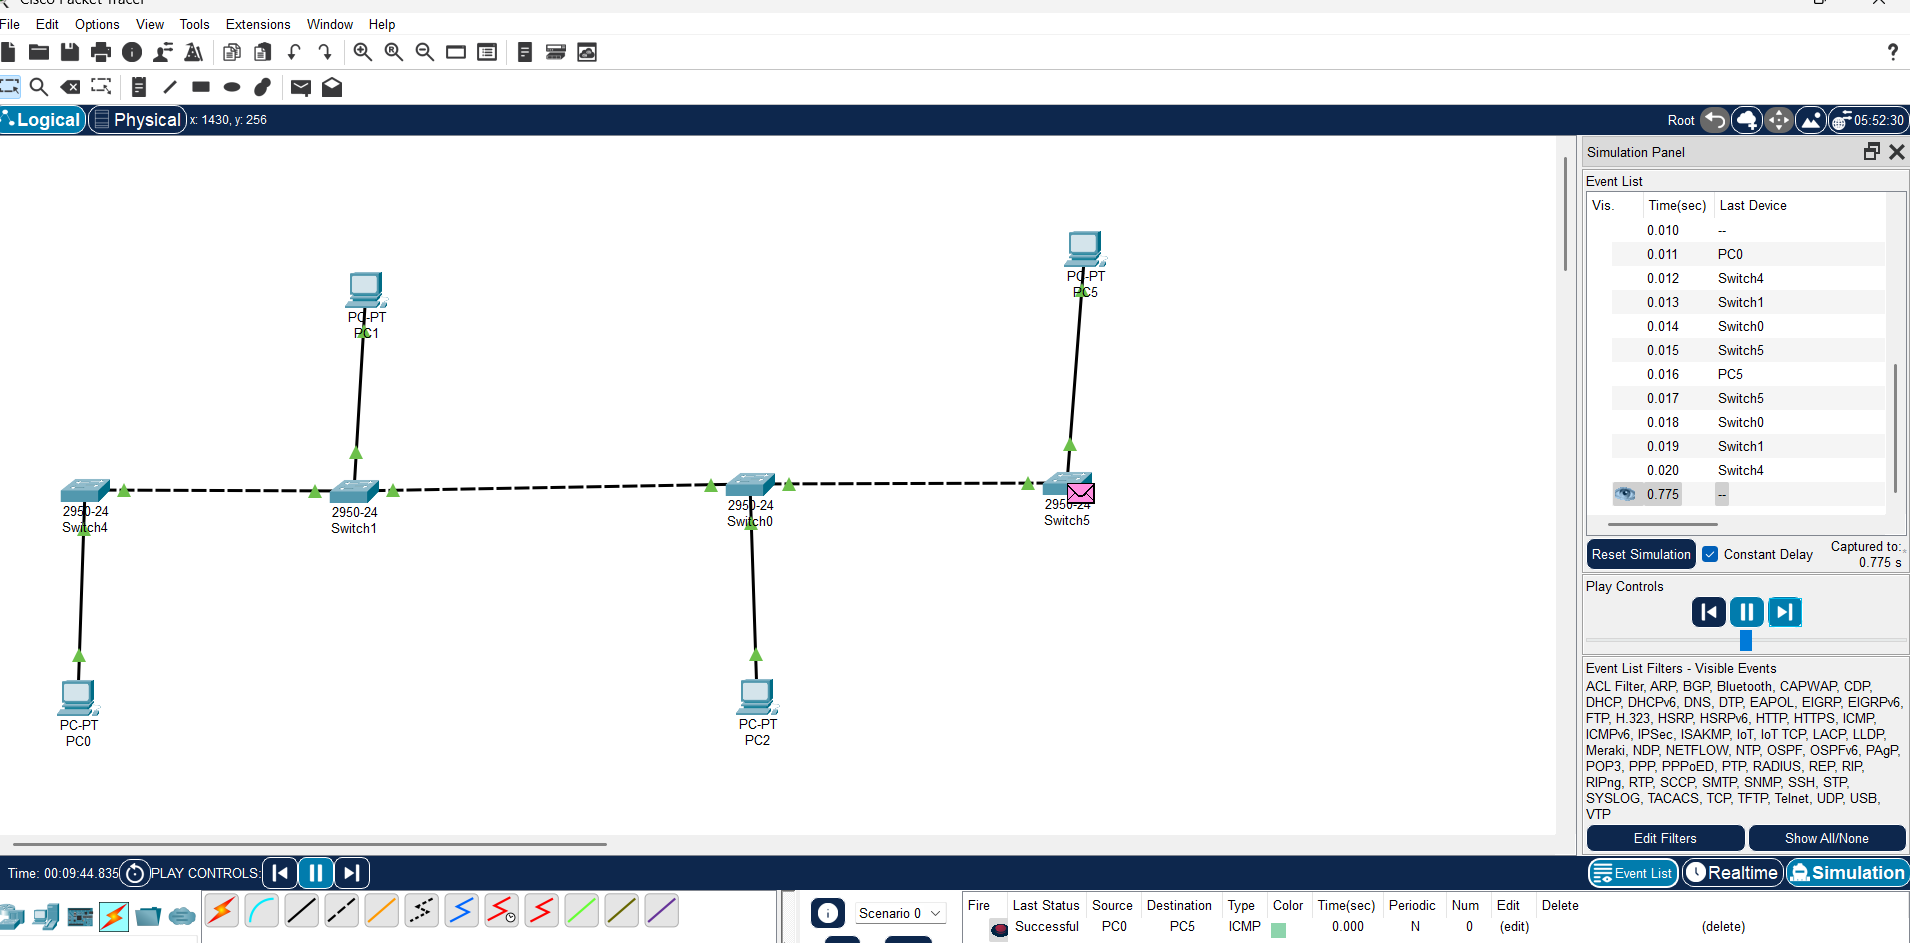 Cisco Packet Tracer
File Edit Options View Tools Extensions Window Help
?
Logical Physical x: 1430, y: 256 Root 05:52:30
Simulation Panel
Event List
Vis. Time(sec) Last Device
0.010 --
0.011 PC0
0.012 Switch4
0.013 Switch1
0.014 Switch0
0.015 Switch5
0.016 PC5
0.017 Switch5
0.018 Switch0
0.019 Switch1
0.020 Switch4
0.775 --
Reset Simulation Constant Delay Captured to:
0.775 s
Play Controls
Event List Filters - Visible Events
ACL Filter, ARP, BGP, Bluetooth, CAPWAP, CDP,
DHCP, DHCPv6, DNS, DTP, EAPOL, EIGRP, EIGRPv6,
FTP, H.323, HSRP, HSRPv6, HTTP, HTTPS, ICMP,
ICMPv6, IPSec, ISAKMP, IoT, IoT TCP, LACP, LLDP,
Meraki, NDP, NETFLOW, NTP, OSPF, OSPFv6, PAgP,
POP3, PPP, PPPoED, PTP, RADIUS, REP, RIP,
RIPng, RTP, SCCP, SMTP, SNMP, SSH, STP,
SYSLOG, TACACS, TCP, TFTP, Telnet, UDP, USB,
VTP
Edit Filters Show All/None
PC-PT
PC5
PC-PT
PC1
2950-24
Switch4
2950-24
Switch1
2950-24
Switch0
2950-24
Switch5
PC-PT
PC0
PC-PT
PC2
Time: 00:09:44.835 PLAY CONTROLS: Event List Realtime Simulation
Scenario 0
Fire Last Status Source Destination Type Color Time(sec) Periodic Num Edit Delete
Successful PC0 PC5 ICMP 0.000 N 0 (edit) (delete)